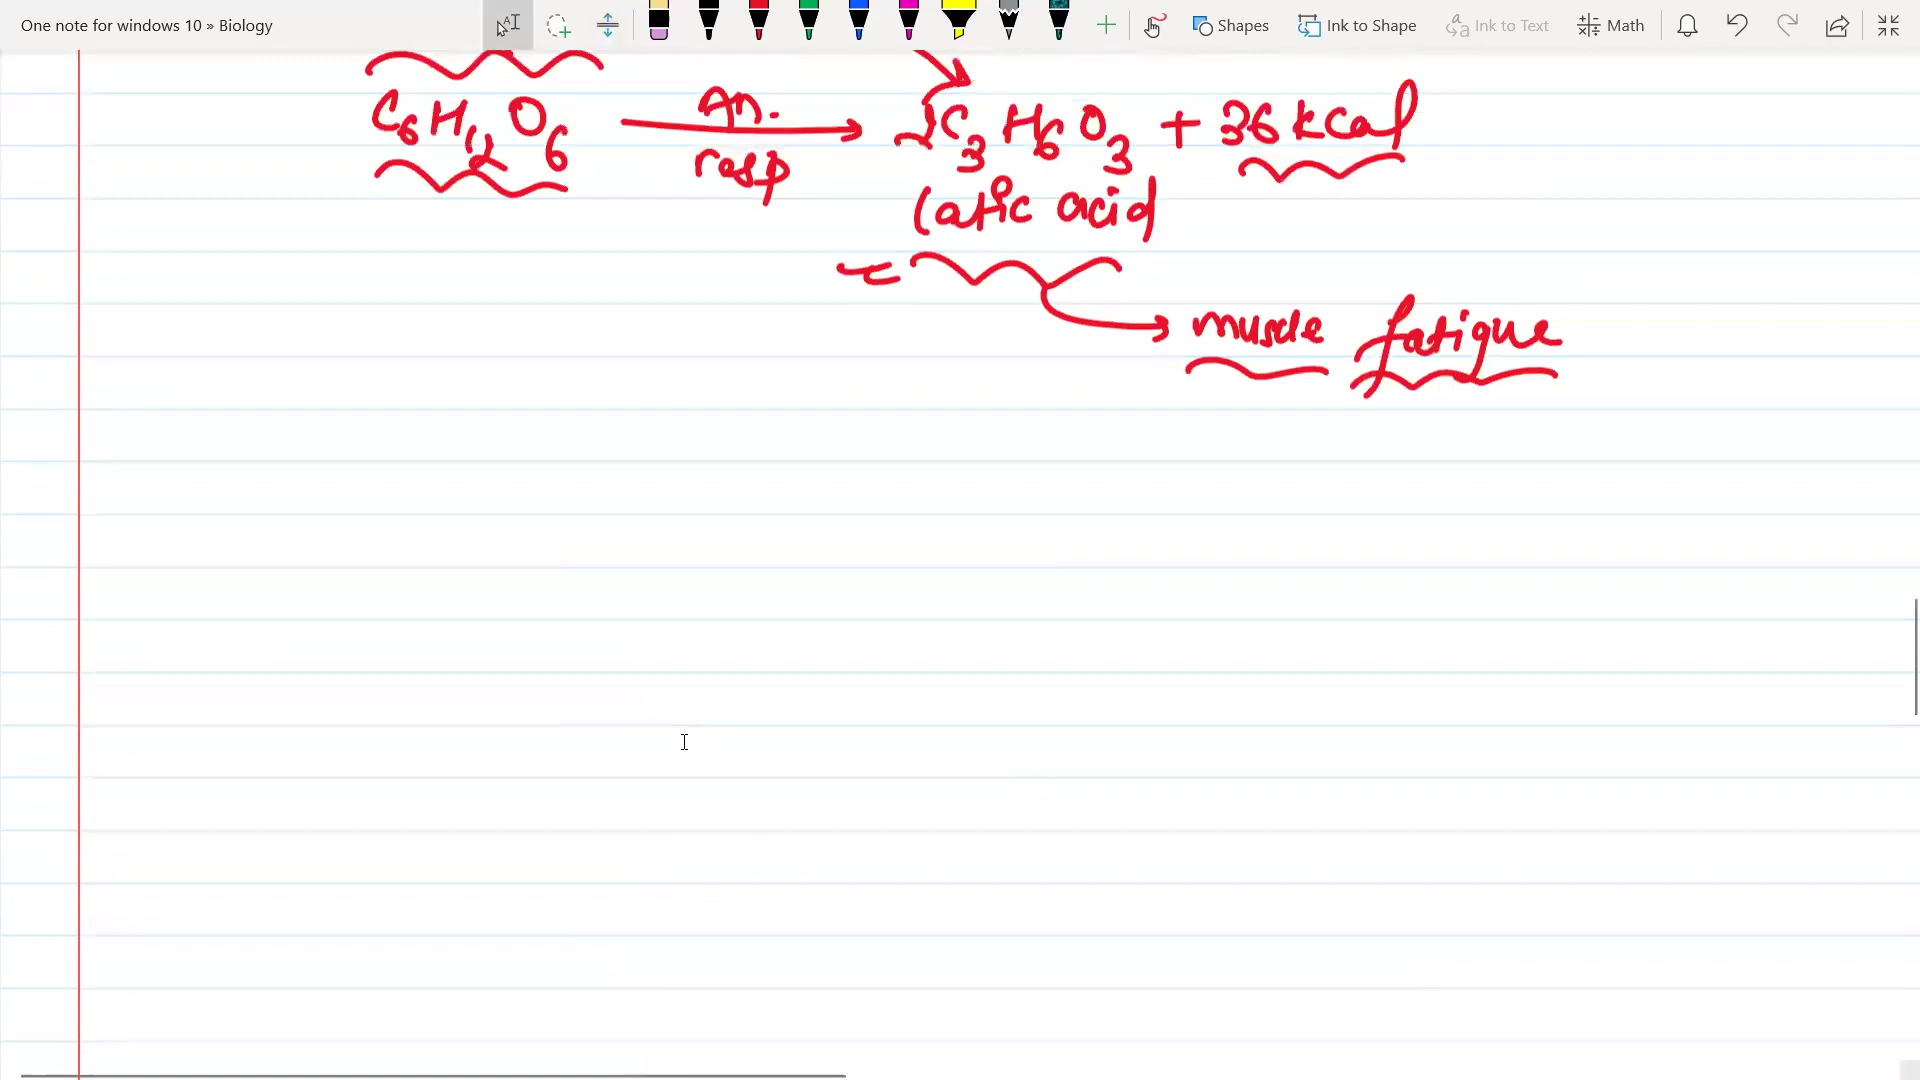 One note for windows 10 » Biology Shapes Ink to Shape Ink to Text Math
C6H12O6 An. resp 2C3H6O3 + 36 kcal
(atic acid
muscle fatigue